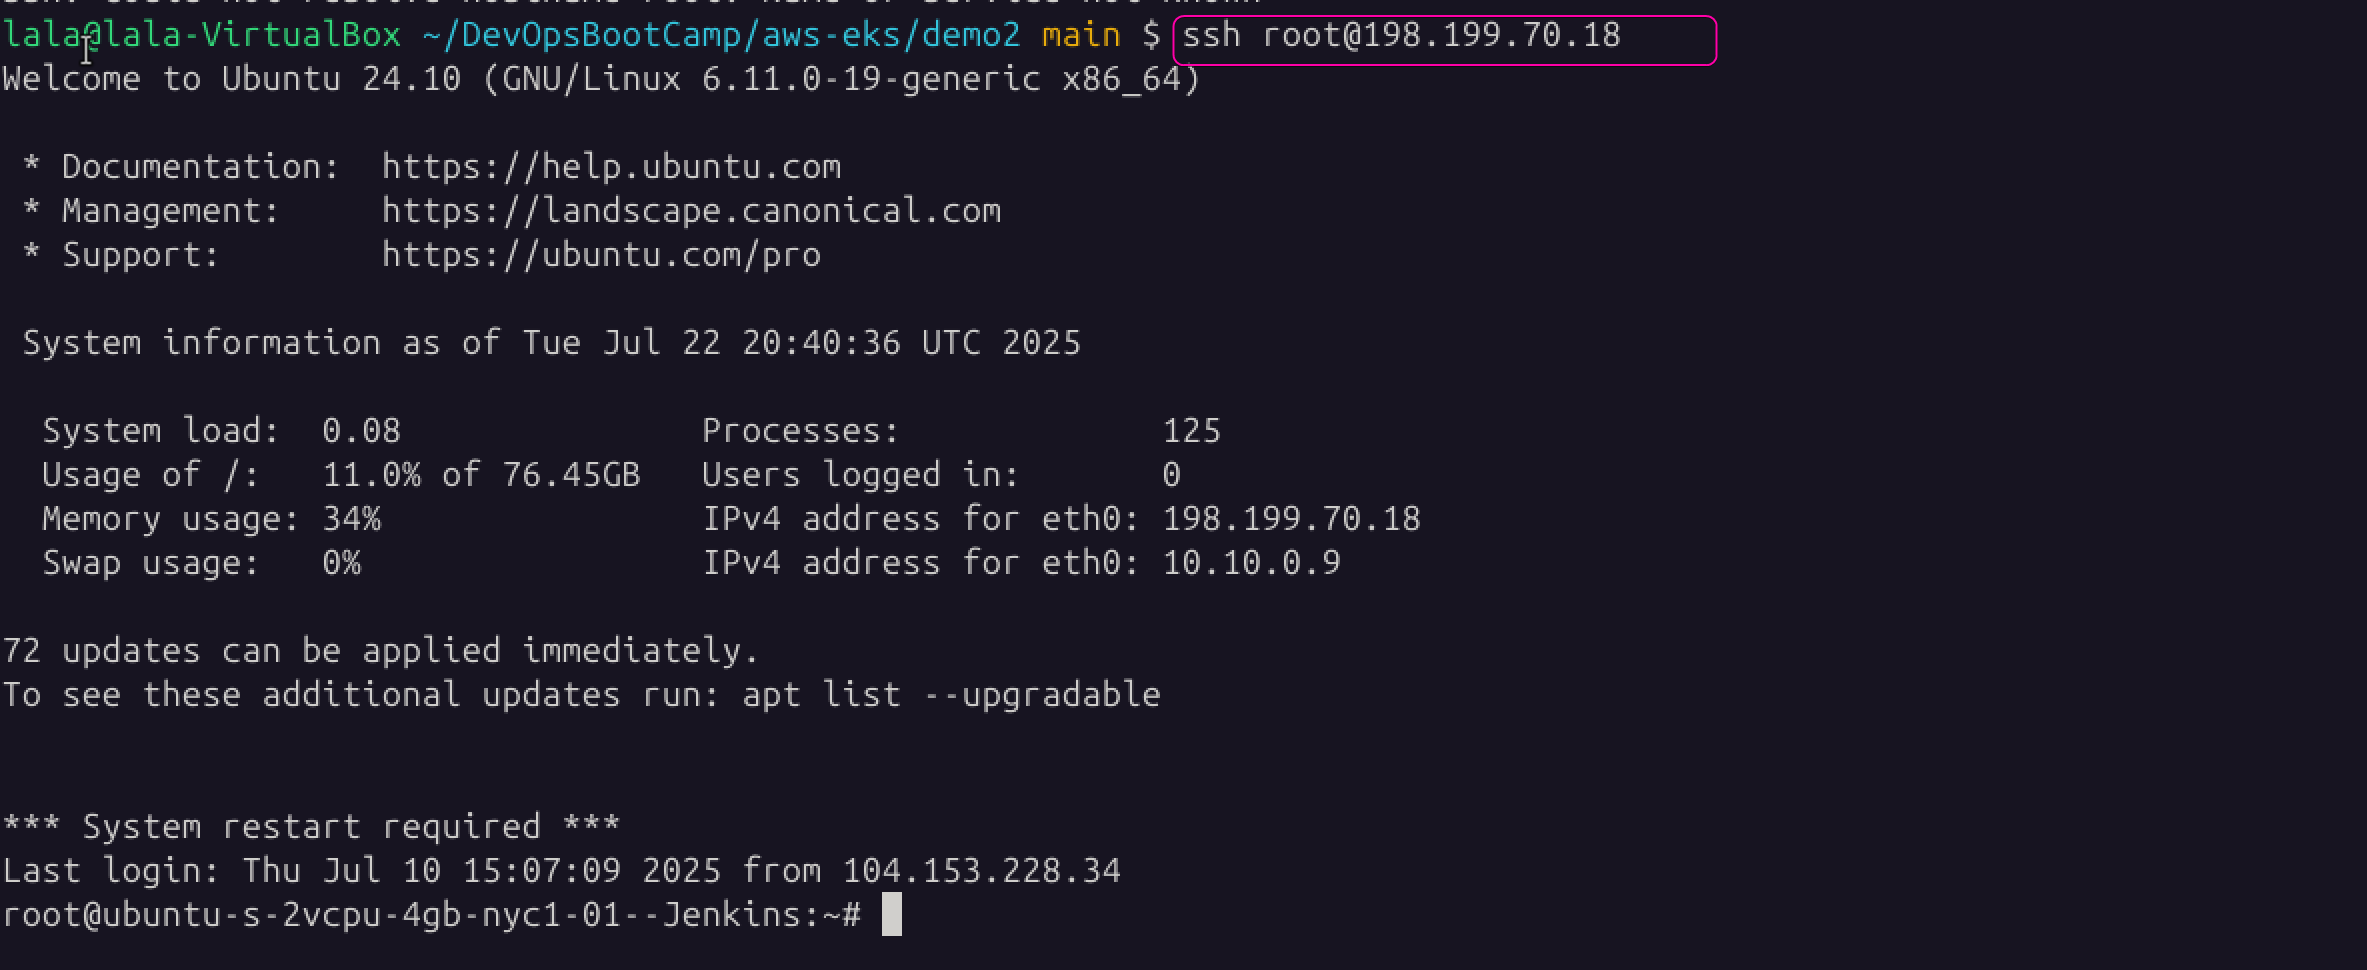 lala@lala-VirtualBox ~/DevOpsBootCamp/aws-eks/demo2 main $ ssh root@198.199.70.18
Welcome to Ubuntu 24.10 (GNU/Linux 6.11.0-19-generic x86_64)
* Documentation:  https://help.ubuntu.com
* Management:     https://landscape.canonical.com
* Support:        https://ubuntu.com/pro
System information as of Tue Jul 22 20:40:36 UTC 2025
System load:  0.08               Processes:             125
Usage of /:   11.0% of 76.45GB   Users logged in:       0
Memory usage: 34%                IPv4 address for eth0: 198.199.70.18
Swap usage:   0%                 IPv4 address for eth0: 10.10.0.9
72 updates can be applied immediately.
To see these additional updates run: apt list --upgradable
*** System restart required ***
Last login: Thu Jul 10 15:07:09 2025 from 104.153.228.34
root@ubuntu-s-2vcpu-4gb-nyc1-01--Jenkins:~#